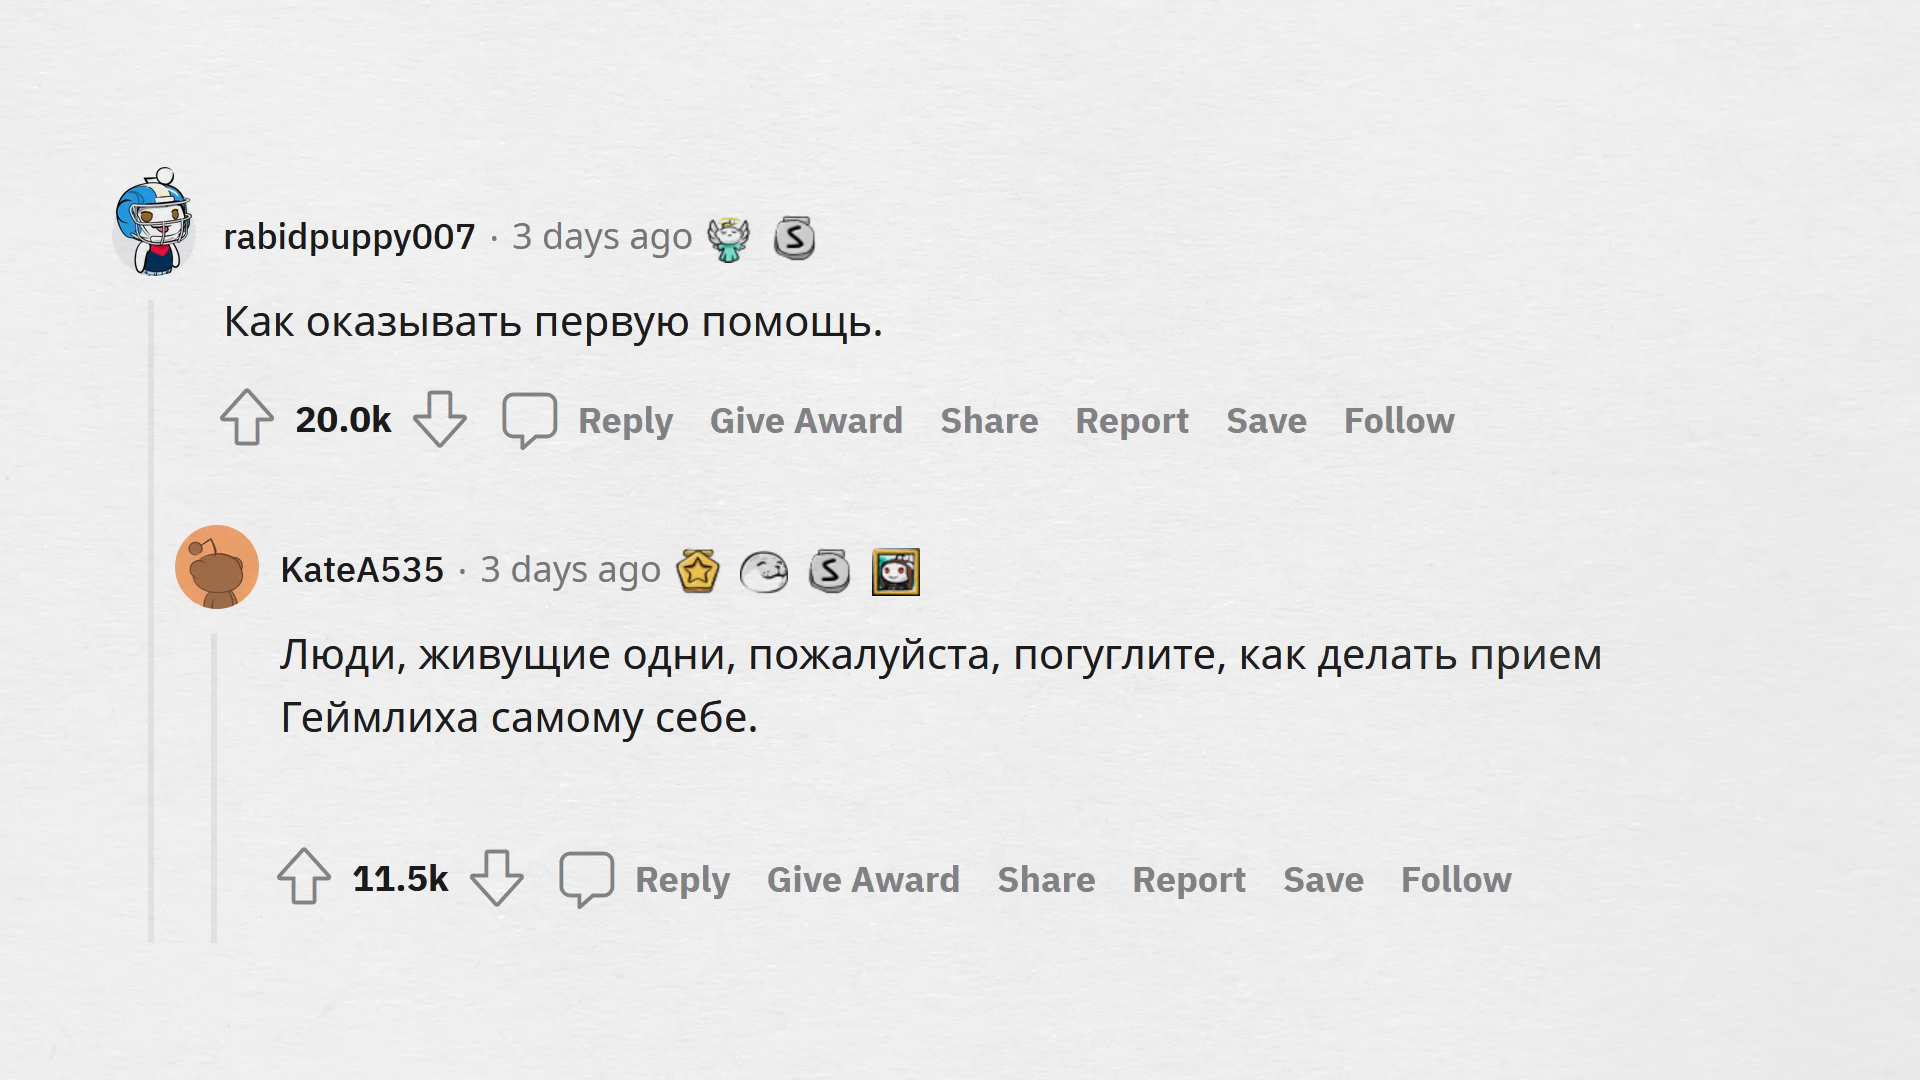 rabidpuppy007 · 3 days ago
Как оказывать первую помощь.
20.0k Reply Give Award Share Report Save Follow
KateA535 · 3 days ago
Люди, живущие одни, пожалуйста, погуглите, как делать прием
Геймлиха самому себе.
11.5k Reply Give Award Share Report Save Follow